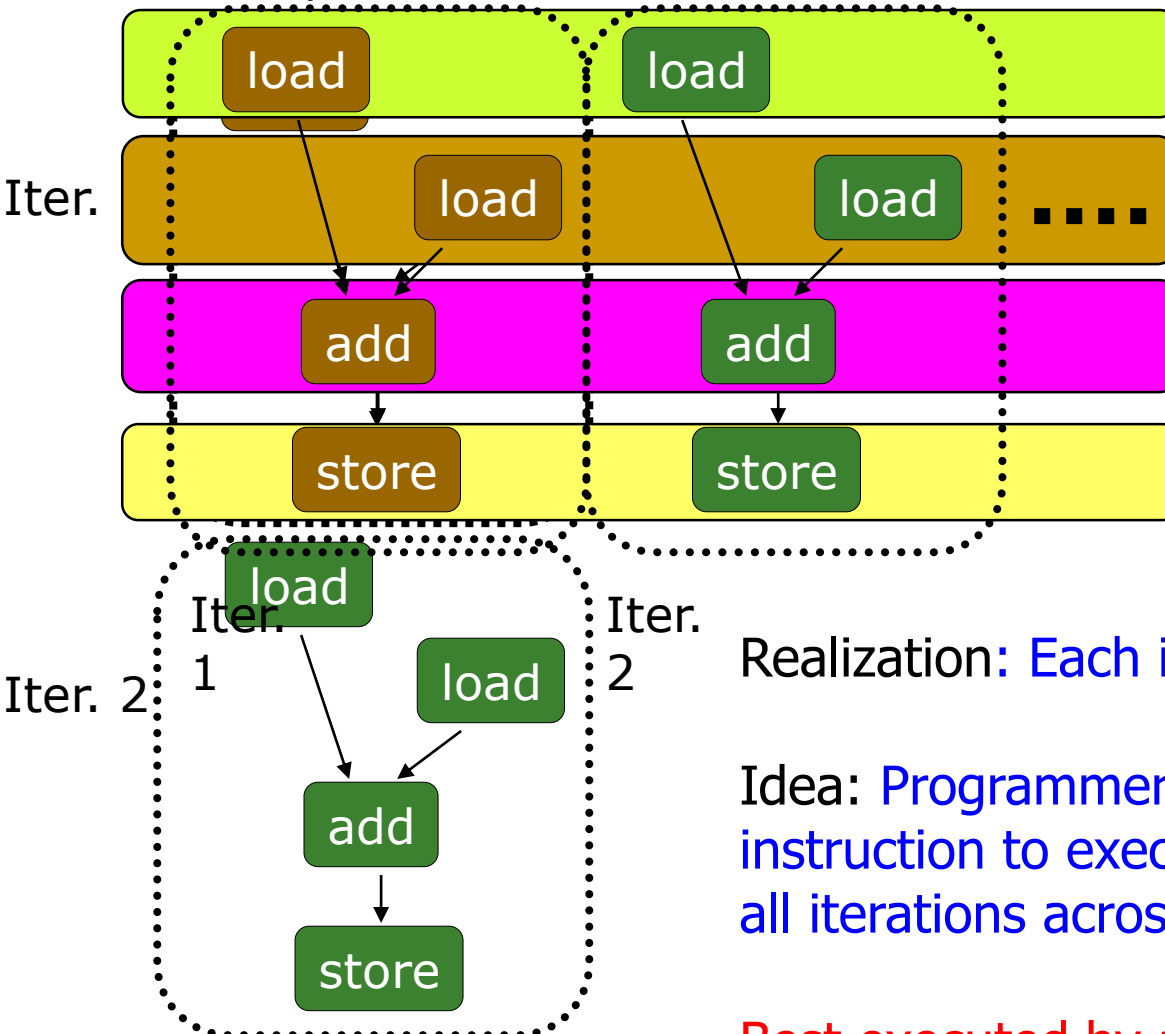 load load
Iter.
load load
add add
store store
load
Iter.
1
Iter.
2
Iter. 2
load
add
store
Realization: Each i
Idea: Programmer
instruction to exec
all iterations acros